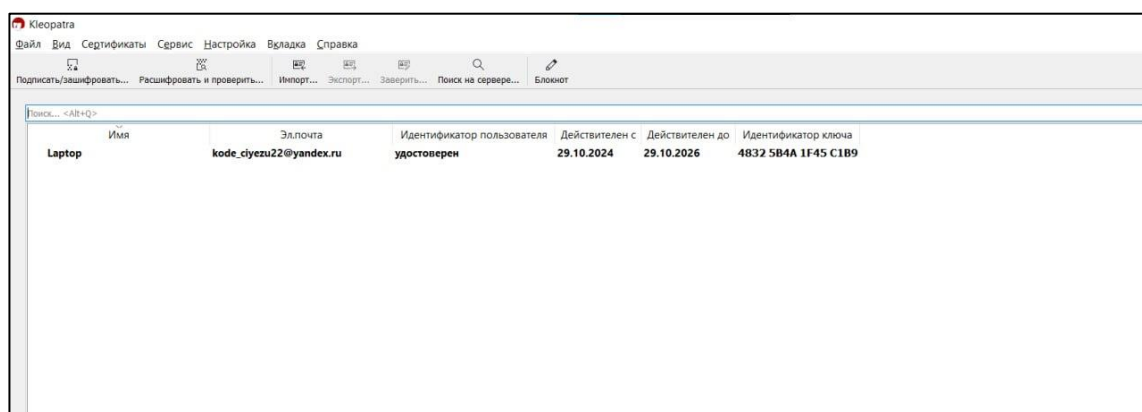 Kleopatra
Файл Вид Сертификаты Сервис Настройка Вкладка Справка
Подписать/зашифровать... Расшифровать и проверить... Импорт... Экспорт... Заверить... Поиск на сервере... Блокнот
Поиск... <Alt+Q>
Имя Эл.почта Идентификатор пользователя Действителен с Действителен до Идентификатор ключа
Laptop kode_ciyezu22@yandex.ru удостоверен 29.10.2024 29.10.2026 4832 5B4A 1F45 C1B9